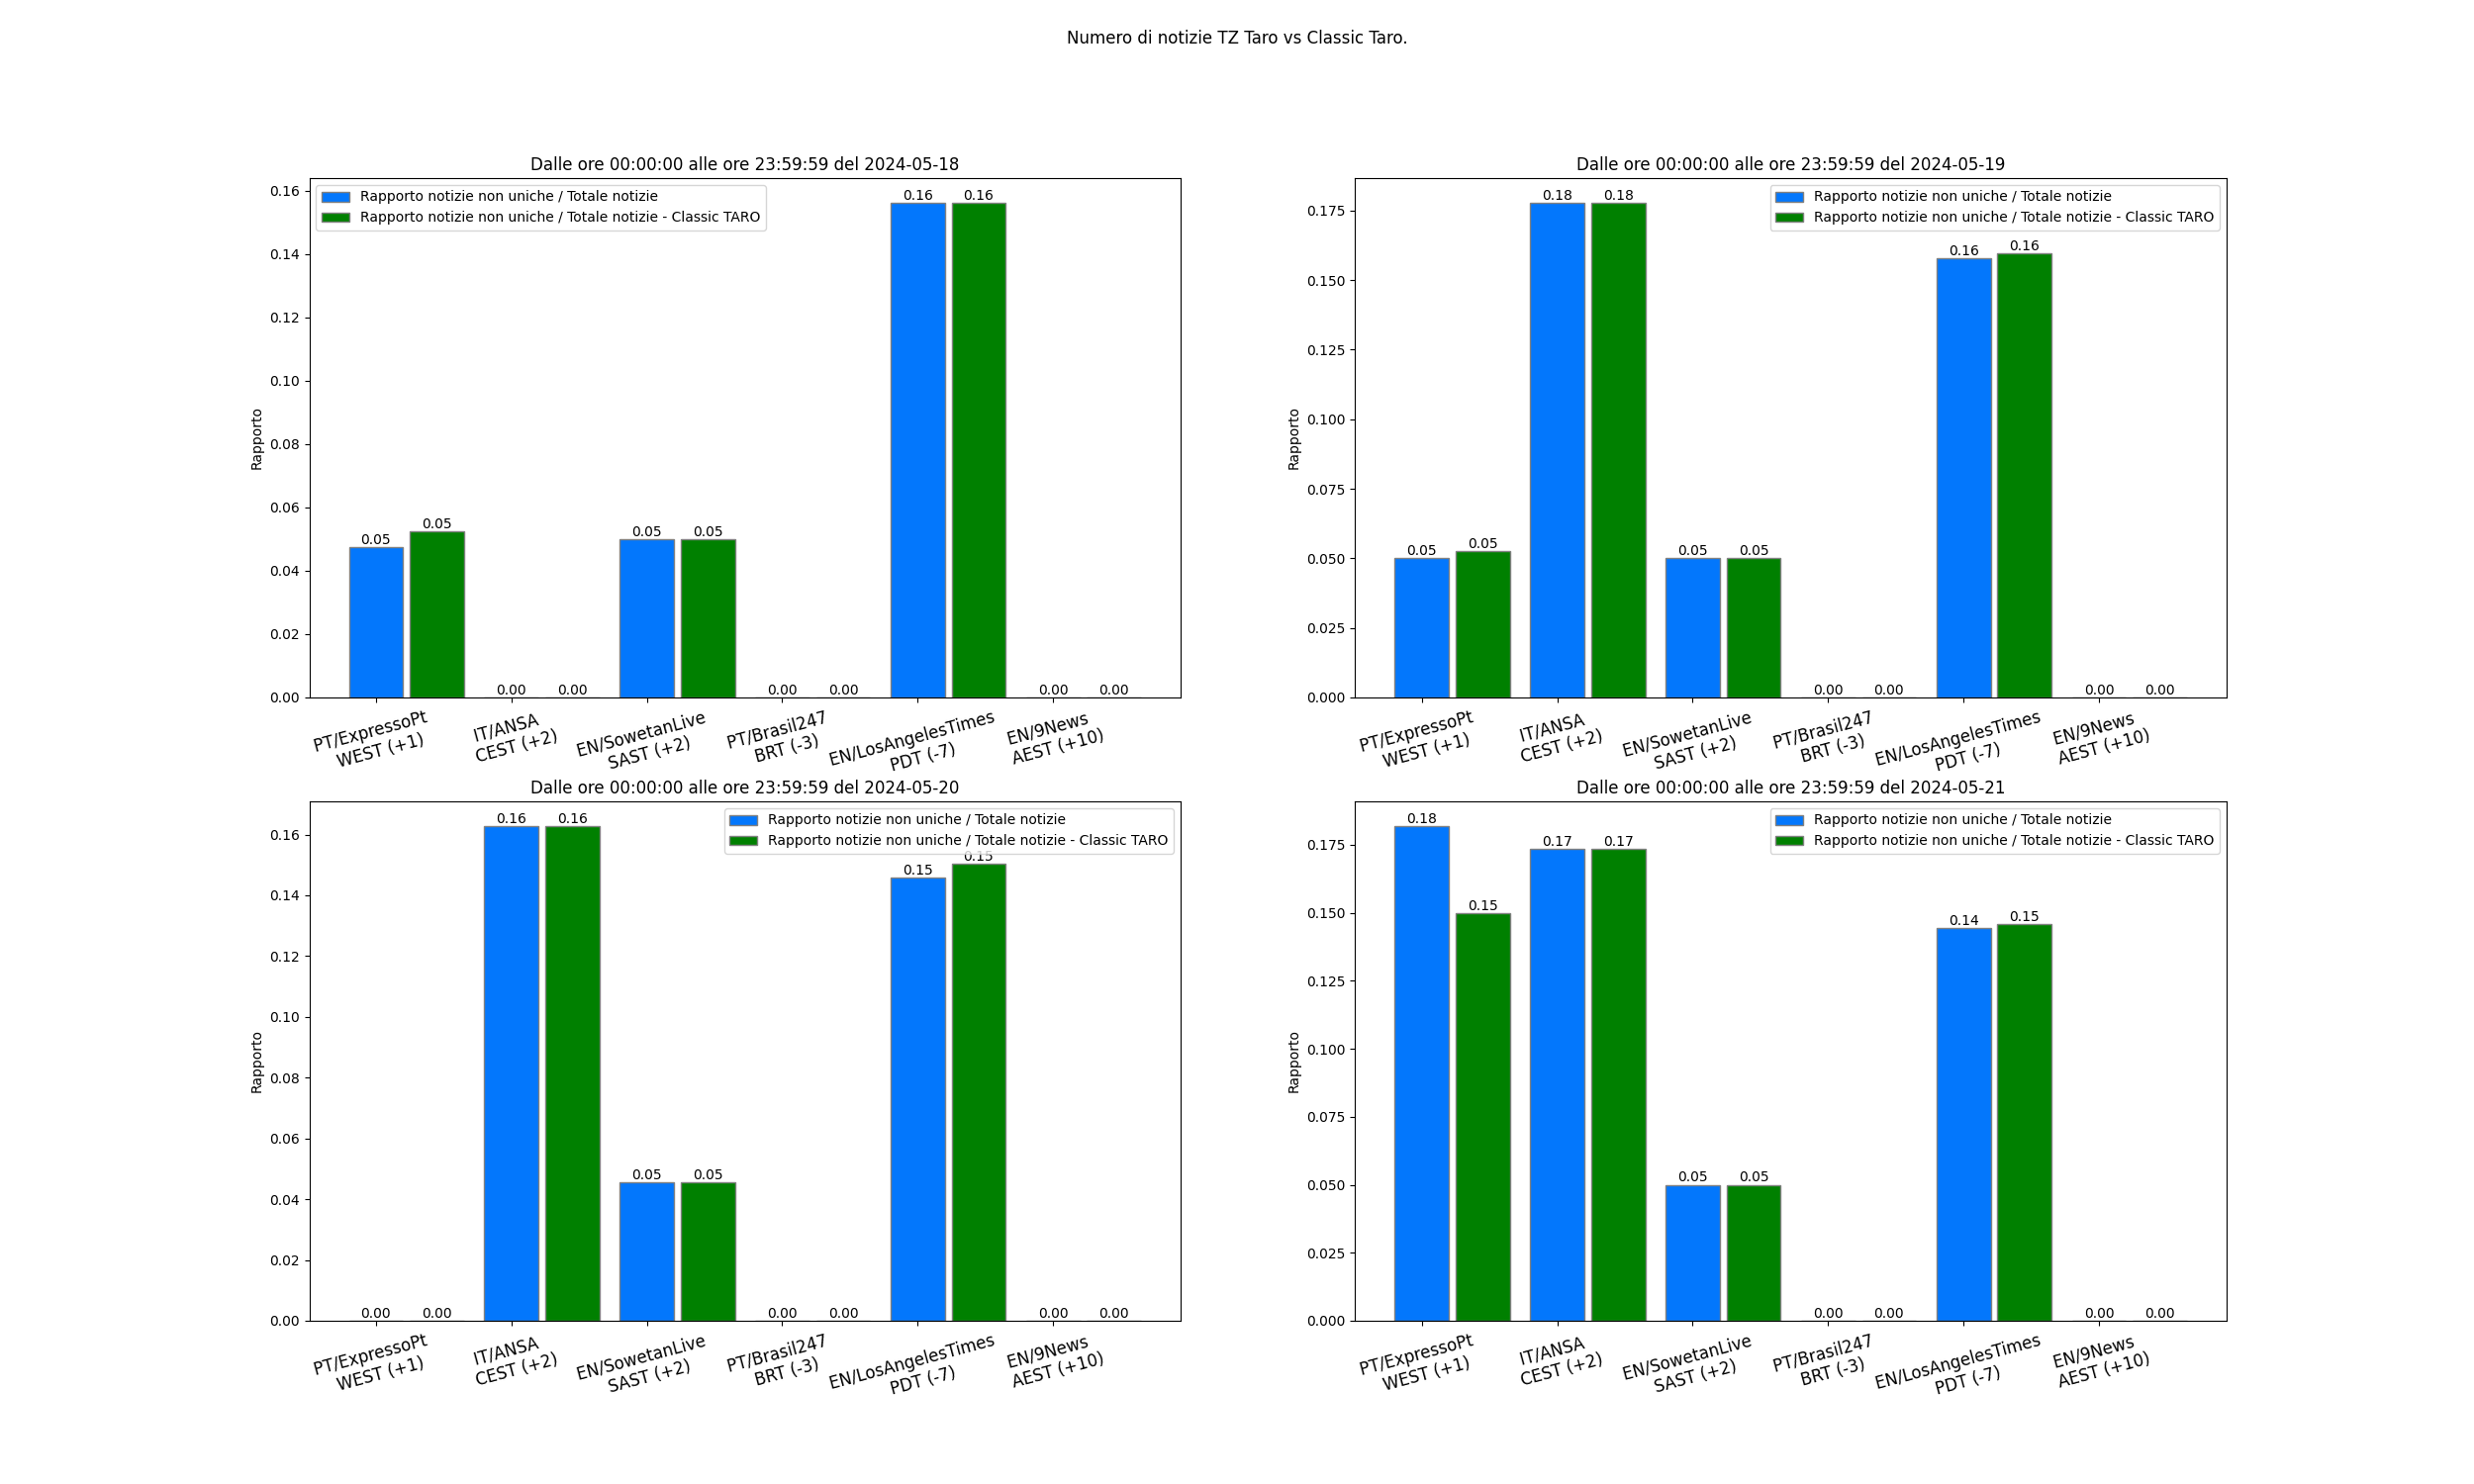 Numero di notizie TZ Taro vs Classic Taro.
Dalle ore 00:00:00 alle ore 23:59:59 del 2024-05-18
Rapporto notizie non uniche / Totale notizie
Rapporto notizie non uniche / Totale notizie - Classic TARO
Rapporto
0.16
0.14
0.12
0.10
0.08
0.06
0.04
0.02
0.00
0.05
0.05
0.00
0.00
0.05
0.05
0.00
0.00
0.16
0.16
0.00
0.00
PT/ExpressoPt
WEST (+1)
IT/ANSA
CEST (+2)
EN/SowetanLive
SAST (+2)
PT/Brasil247
BRT (-3)
EN/LosAngelesTimes
PDT (-7)
EN/9News
AEST (+10)
Dalle ore 00:00:00 alle ore 23:59:59 del 2024-05-19
Rapporto notizie non uniche / Totale notizie
Rapporto notizie non uniche / Totale notizie - Classic TARO
Rapporto
0.175
0.150
0.125
0.100
0.075
0.050
0.025
0.000
0.05
0.05
0.18
0.18
0.05
0.05
0.00
0.00
0.16
0.16
0.00
0.00
PT/ExpressoPt
WEST (+1)
IT/ANSA
CEST (+2)
EN/SowetanLive
SAST (+2)
PT/Brasil247
BRT (-3)
EN/LosAngelesTimes
PDT (-7)
EN/9News
AEST (+10)
Dalle ore 00:00:00 alle ore 23:59:59 del 2024-05-20
Rapporto notizie non uniche / Totale notizie
Rapporto notizie non uniche / Totale notizie - Classic TARO
Rapporto
0.16
0.14
0.12
0.10
0.08
0.06
0.04
0.02
0.00
0.00
0.00
0.16
0.16
0.05
0.05
0.00
0.00
0.15
0.15
0.00
0.00
PT/ExpressoPt
WEST (+1)
IT/ANSA
CEST (+2)
EN/SowetanLive
SAST (+2)
PT/Brasil247
BRT (-3)
EN/LosAngelesTimes
PDT (-7)
EN/9News
AEST (+10)
Dalle ore 00:00:00 alle ore 23:59:59 del 2024-05-21
Rapporto notizie non uniche / Totale notizie
Rapporto notizie non uniche / Totale notizie - Classic TARO
Rapporto
0.175
0.150
0.125
0.100
0.075
0.050
0.025
0.000
0.18
0.15
0.17
0.17
0.05
0.05
0.00
0.00
0.14
0.15
0.00
0.00
PT/ExpressoPt
WEST (+1)
IT/ANSA
CEST (+2)
EN/SowetanLive
SAST (+2)
PT/Brasil247
BRT (-3)
EN/LosAngelesTimes
PDT (-7)
EN/9News
AEST (+10)